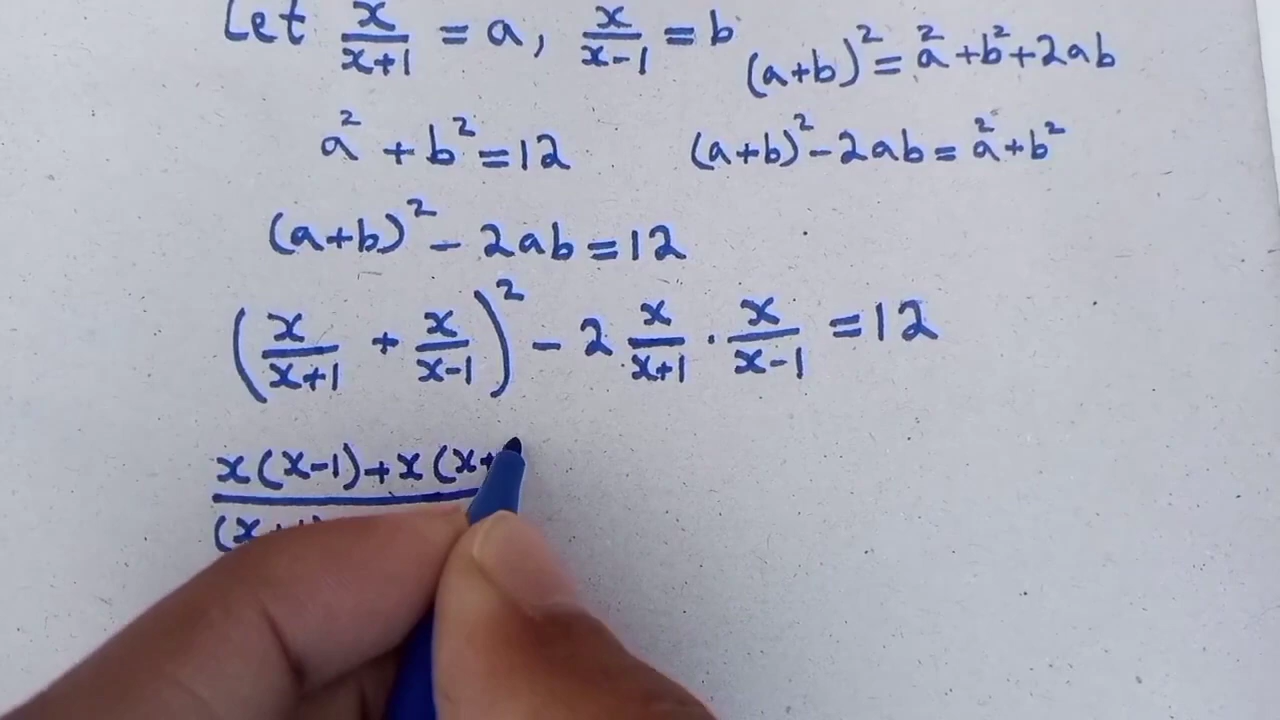 Let x/(x+1) = a, x/(x-1) = b
(a+b)² = a² + b² + 2ab
a² + b² = 12
(a+b)² - 2ab = a² + b²
(a+b)² - 2ab = 12
(x/(x+1) + x/(x-1))² - 2 x/(x+1) · x/(x-1) = 12
x(x-1)+x(x+
(x+1)